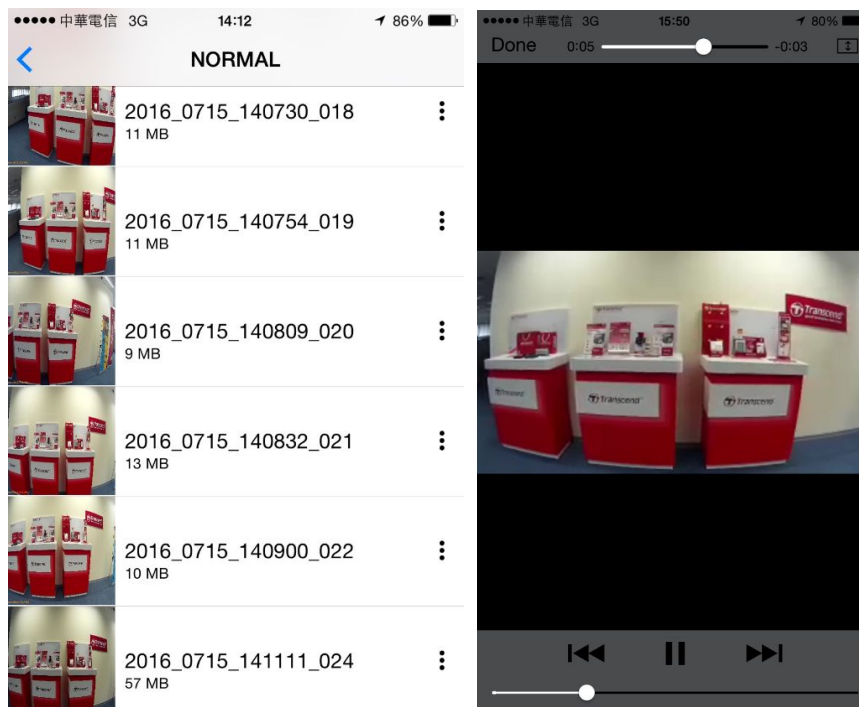 中華電信 3G 14:12 86%
NORMAL
2016_0715_140730_018
11 MB
2016_0715_140754_019
11 MB
2016_0715_140809_020
9 MB
2016_0715_140832_021
13 MB
2016_0715_140900_022
10 MB
2016_0715_141111_024
57 MB
中華電信 3G 15:50 80%
Done 0:05 -0:03
Transcend
Transcend
Transcend
Transcend